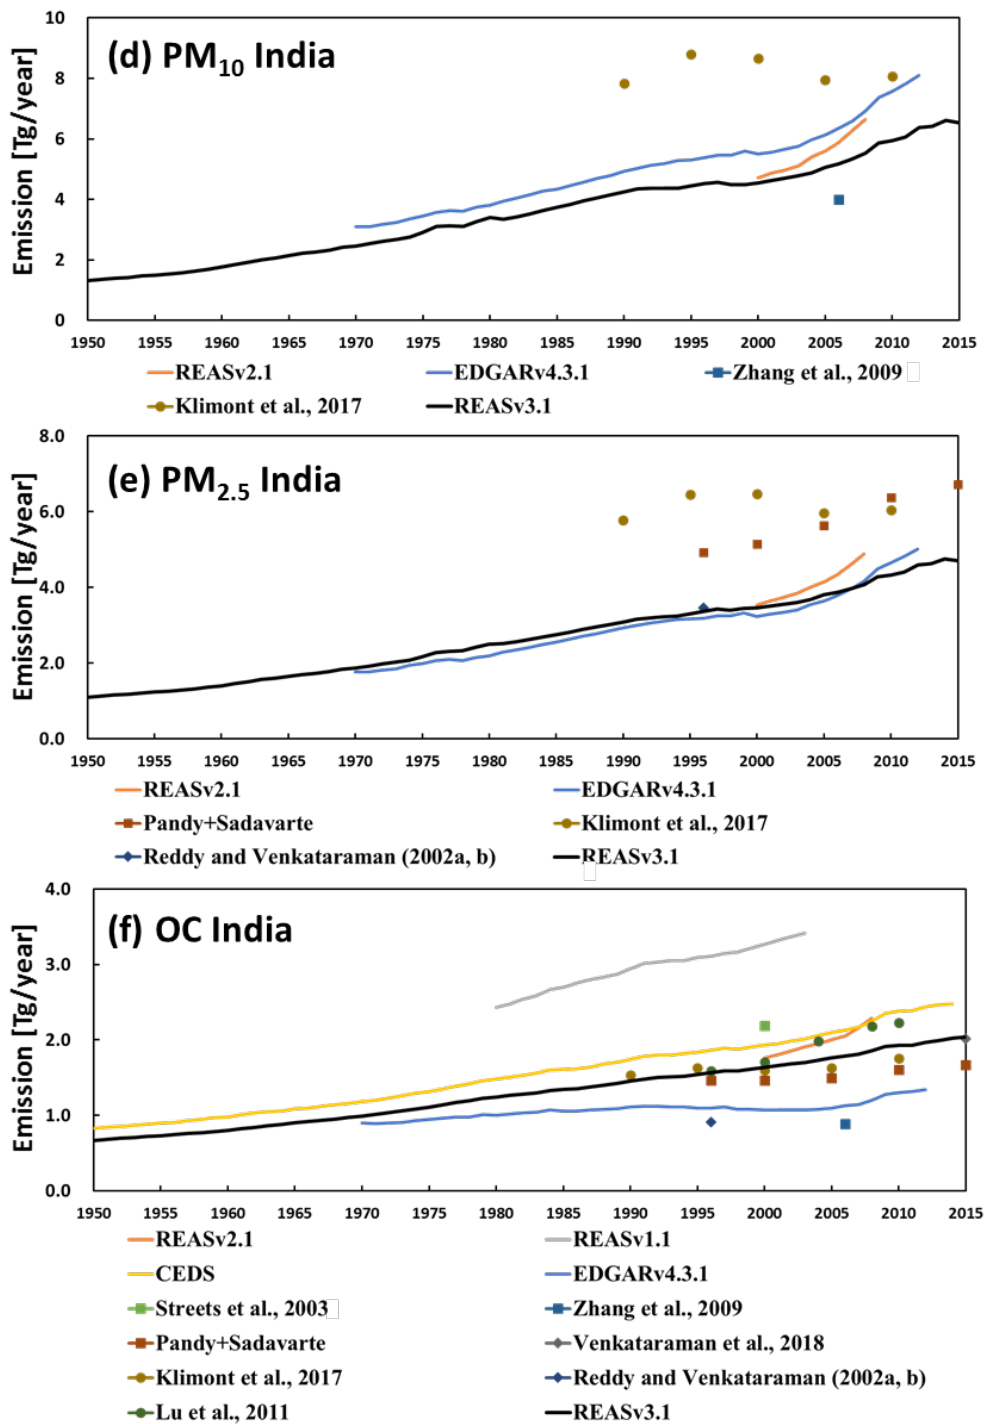 (d) PM10 India
Emission [Tg/year]
10
8
6
4
2
0
1950 1955 1960 1965 1970 1975 1980 1985 1990 1995 2000 2005 2010 2015
REASv2.1 EDGARv4.3.1 Zhang et al., 2009
Klimont et al., 2017 REASv3.1
(e) PM2.5 India
Emission [Tg/year]
8.0
6.0
4.0
2.0
0.0
1950 1955 1960 1965 1970 1975 1980 1985 1990 1995 2000 2005 2010 2015
REASv2.1 EDGARv4.3.1
Pandy+Sadavarte Klimont et al., 2017
Reddy and Venkataraman (2002a, b) REASv3.1
(f) OC India
Emission [Tg/year]
4.0
3.0
2.0
1.0
0.0
1950 1955 1960 1965 1970 1975 1980 1985 1990 1995 2000 2005 2010 2015
REASv2.1 REASv1.1
CEDS EDGARv4.3.1
Streets et al., 2003 Zhang et al., 2009
Pandy+Sadavarte Venkataraman et al., 2018
Klimont et al., 2017 Reddy and Venkataraman (2002a, b)
Lu et al., 2011 REASv3.1